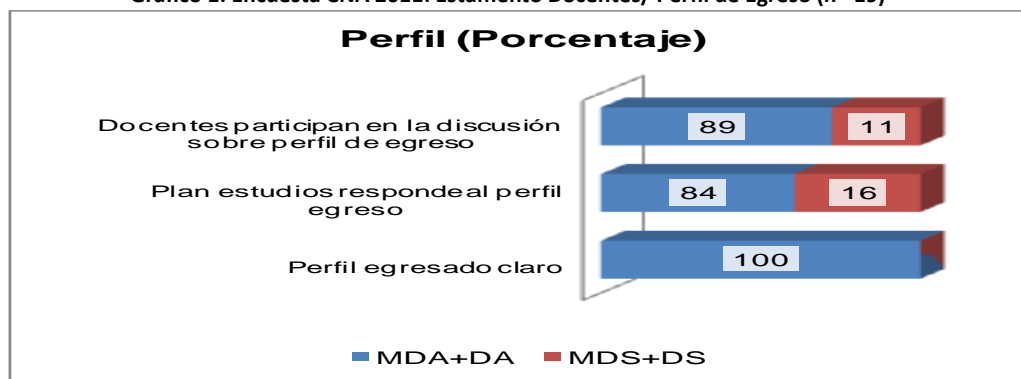 Perfil (Porcentaje)
Docentes participan en la discusión
sobre perfil de egreso
89 11
Plan estudios responde al perfil
egreso
84 16
Perfil egresado claro
100
MDA+DA MDS+DS